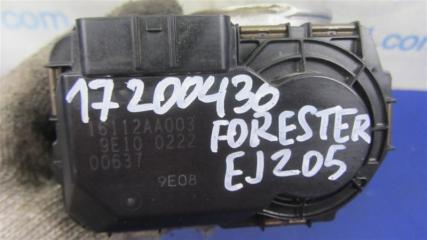 17200430
16112AA003
9E10 0222
00637
9E08
FORESTER
EJ205